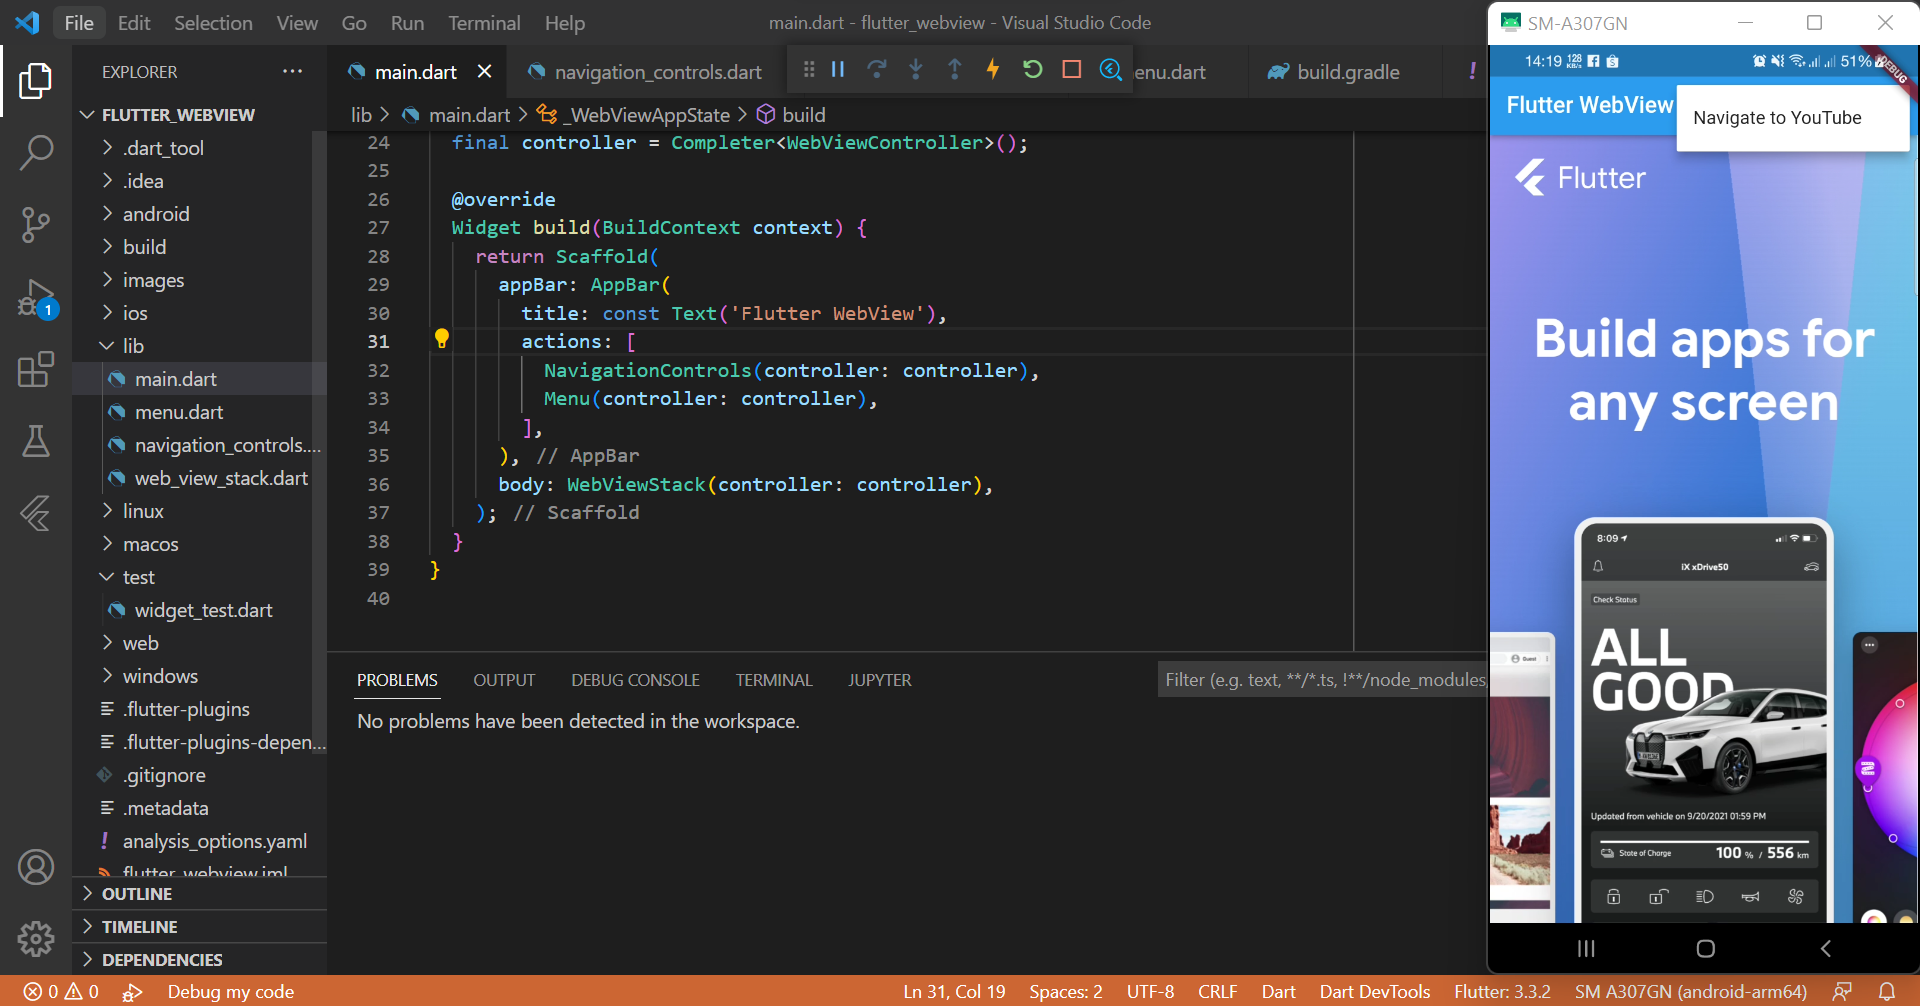 File Edit Selection View Go Run Terminal Help
main.dart - flutter_webview - Visual Studio Code
EXPLORER
FLUTTER_WEBVIEW
.dart_tool
.idea
android
build
images
ios
lib
main.dart
menu.dart
navigation_controls....
web_view_stack.dart
linux
macos
test
widget_test.dart
web
windows
.flutter-plugins
.flutter-plugins-depen...
.gitignore
.metadata
! analysis_options.yaml
flutter_webview.iml
OUTLINE
TIMELINE
DEPENDENCIES
1
main.dart navigation_controls.dart enu.dart build.gradle !
lib > main.dart > _WebViewAppState > build
24 final controller = Completer<WebViewController>();
25
26 @override
27 Widget build(BuildContext context) {
28 return Scaffold(
29 appBar: AppBar(
30 title: const Text('Flutter WebView'),
31 actions: [
32 NavigationControls(controller: controller),
33 Menu(controller: controller),
34 ],
35 ), // AppBar
36 body: WebViewStack(controller: controller),
37 ); // Scaffold
38 }
39 }
40
PROBLEMS OUTPUT DEBUG CONSOLE TERMINAL JUPYTER
Filter (e.g. text, **/*.ts, !**/node_modules,
No problems have been detected in the workspace.
SM-A307GN
14:19 128 KB/s 51%
DEBUG
Flutter WebView
Navigate to YouTube
Flutter
Build apps for
any screen
8:09
iX xDrive50
Check Status
ALL
GOOD
Guest
Updated from vehicle on 9/20/2021 01:59 PM
State of Charge 100 % / 556 km
0 0 Debug my code
Ln 31, Col 19 Spaces: 2 UTF-8 CRLF Dart Dart DevTools Flutter: 3.3.2 SM A307GN (android-arm64)